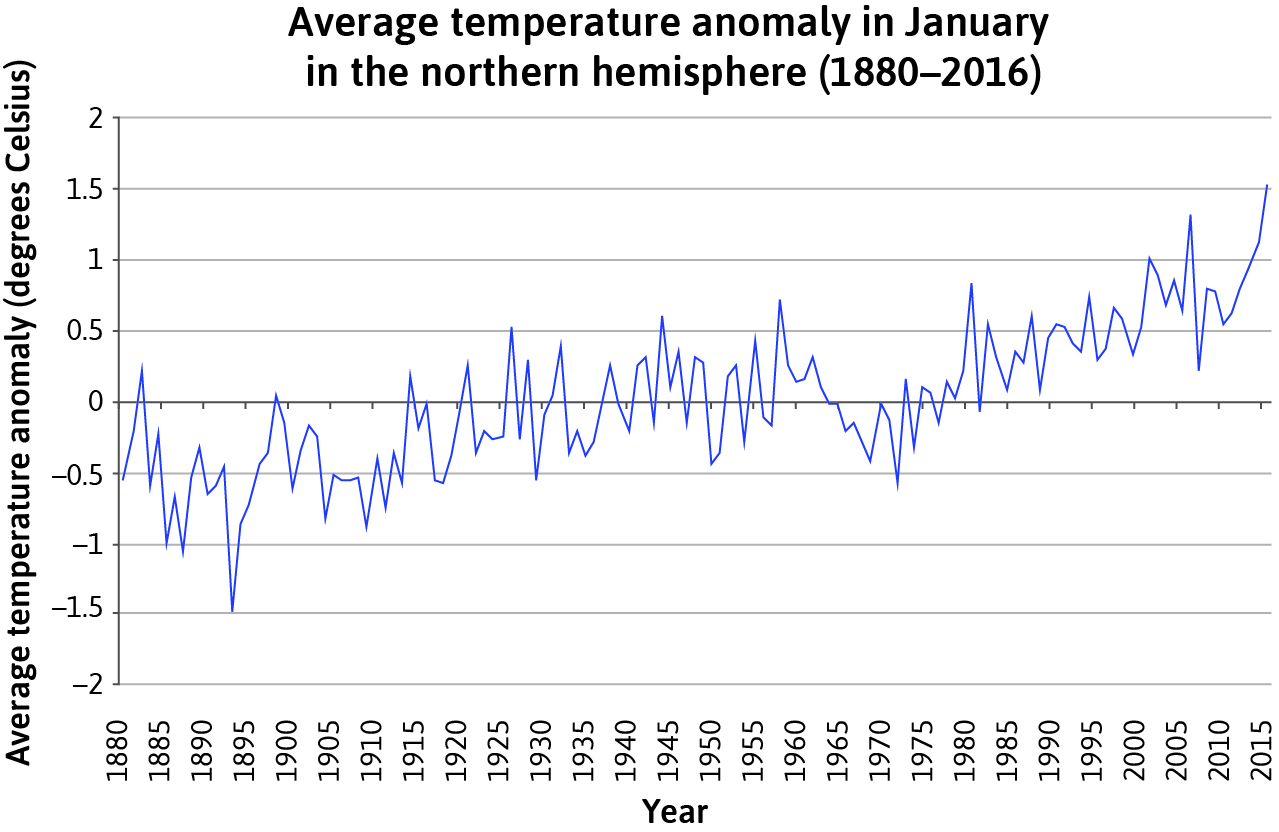 Average temperature anomaly in January
in the northern hemisphere (1880–2016)
Average temperature anomaly (degrees Celsius)
2
1.5
1
0.5
0
–0.5
–1
–1.5
–2
1880 1885 1890 1895 1900 1905 1910 1915 1920 1925 1930 1935 1940 1945 1950 1955 1960 1965 1970 1975 1980 1985 1990 1995 2000 2005 2010 2015
Year